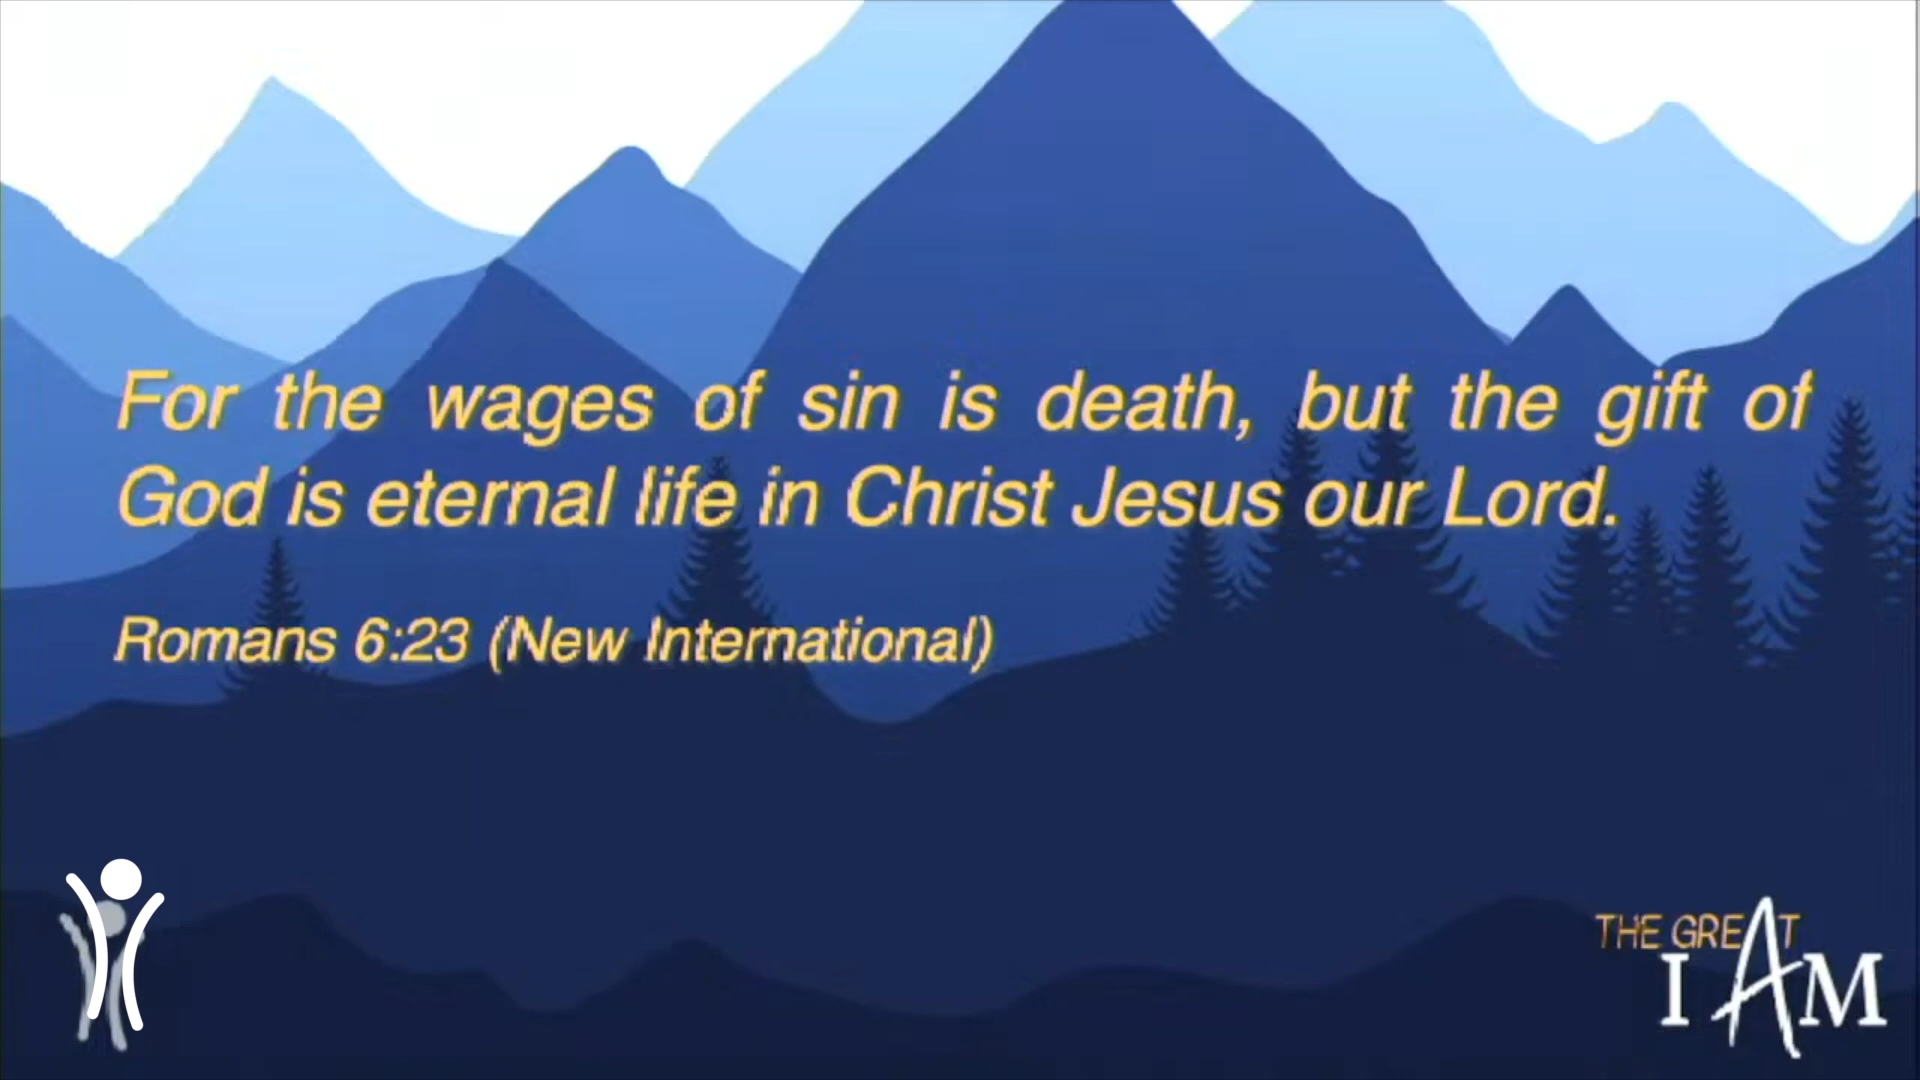 For the wages of sin is death, but the gift of
God is eternal life in Christ Jesus our Lord.
Romans 6:23 (New International)
THE GREAT
I AM